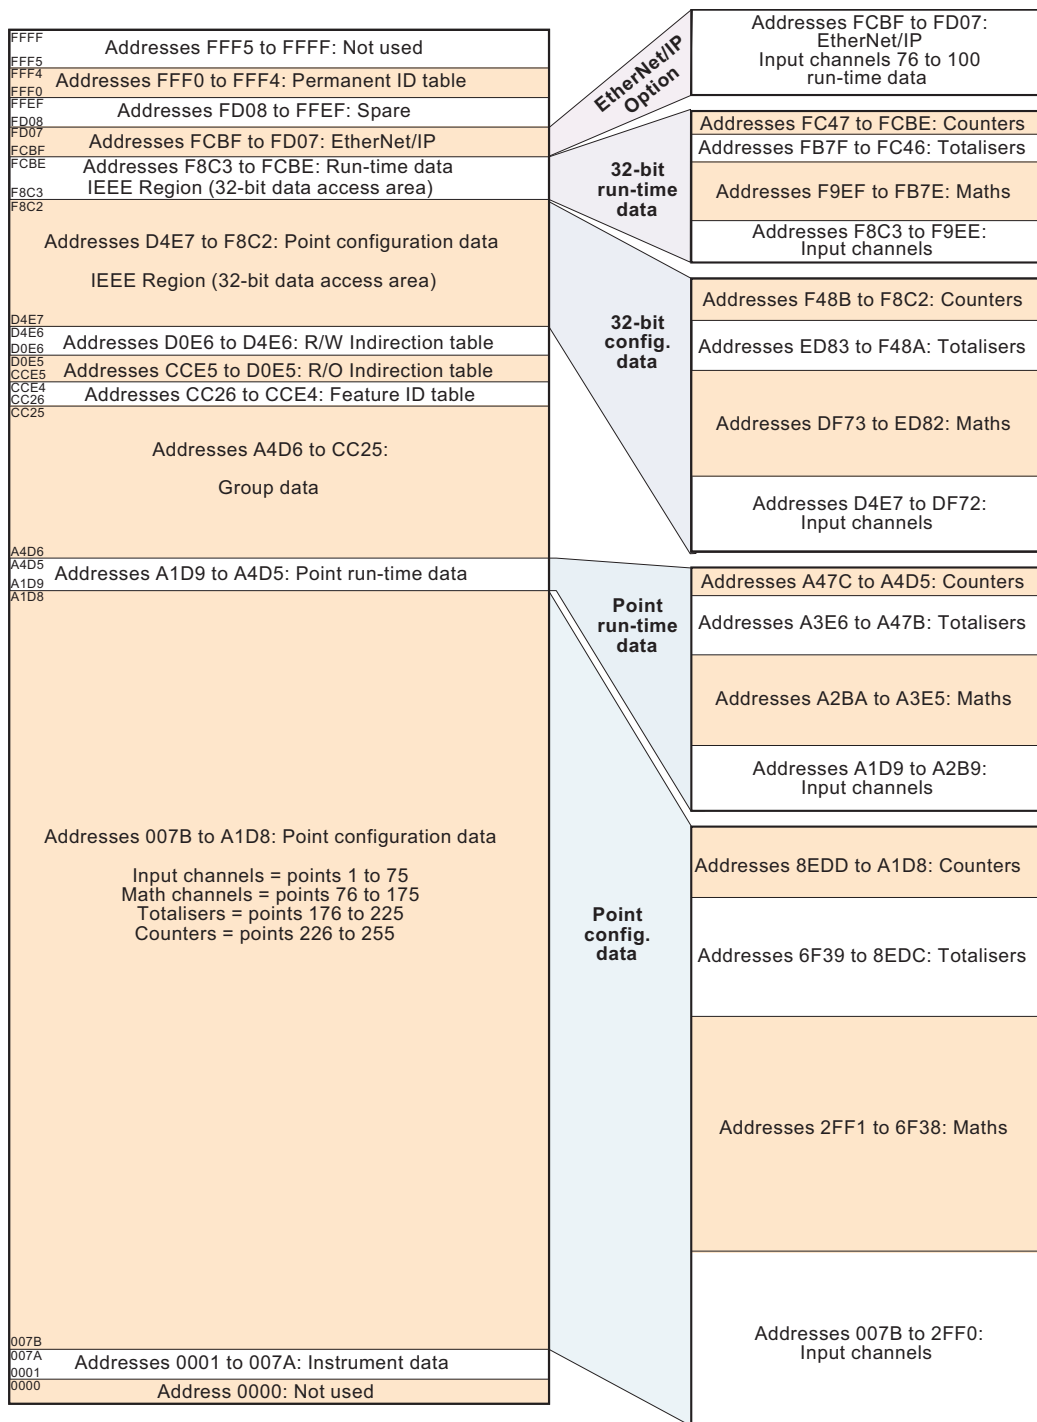 FFFF
Addresses FFF5 to FFFF: Not used
FFF5
FFF4
Addresses FFF0 to FFF4: Permanent ID table
FFF0
FFEF
Addresses FD08 to FFEF: Spare
FD08
FD07
Addresses FCBF to FD07: EtherNet/IP
FCBF
FCBE
Addresses F8C3 to FCBE: Run-time data
IEEE Region (32-bit data access area)
F8C3
F8C2
Addresses D4E7 to F8C2: Point configuration data
IEEE Region (32-bit data access area)
D4E7
D4E6
Addresses D0E6 to D4E6: R/W Indirection table
D0E6
D0E5
Addresses CCE5 to D0E5: R/O Indirection table
CCE5
CCE4
Addresses CC26 to CCE4: Feature ID table
CC26
CC25
Addresses A4D6 to CC25:
Group data
A4D6
A4D5
Addresses A1D9 to A4D5: Point run-time data
A1D9
A1D8
Addresses 007B to A1D8: Point configuration data
Input channels = points 1 to 75
Math channels = points 76 to 175
Totalisers = points 176 to 225
Counters = points 226 to 255
007B
007A
Addresses 0001 to 007A: Instrument data
0001
0000
Address 0000: Not used
EtherNet/IP
Option
Addresses FCBF to FD07:
EtherNet/IP
Input channels 76 to 100
run-time data
32-bit
run-time
data
Addresses FC47 to FCBE: Counters
Addresses FB7F to FC46: Totalisers
Addresses F9EF to FB7E: Maths
Addresses F8C3 to F9EE:
Input channels
32-bit
config.
data
Addresses F48B to F8C2: Counters
Addresses ED83 to F48A: Totalisers
Addresses DF73 to ED82: Maths
Addresses D4E7 to DF72:
Input channels
Point
run-time
data
Addresses A47C to A4D5: Counters
Addresses A3E6 to A47B: Totalisers
Addresses A2BA to A3E5: Maths
Addresses A1D9 to A2B9:
Input channels
Point
config.
data
Addresses 8EDD to A1D8: Counters
Addresses 6F39 to 8EDC: Totalisers
Addresses 2FF1 to 6F38: Maths
Addresses 007B to 2FF0:
Input channels